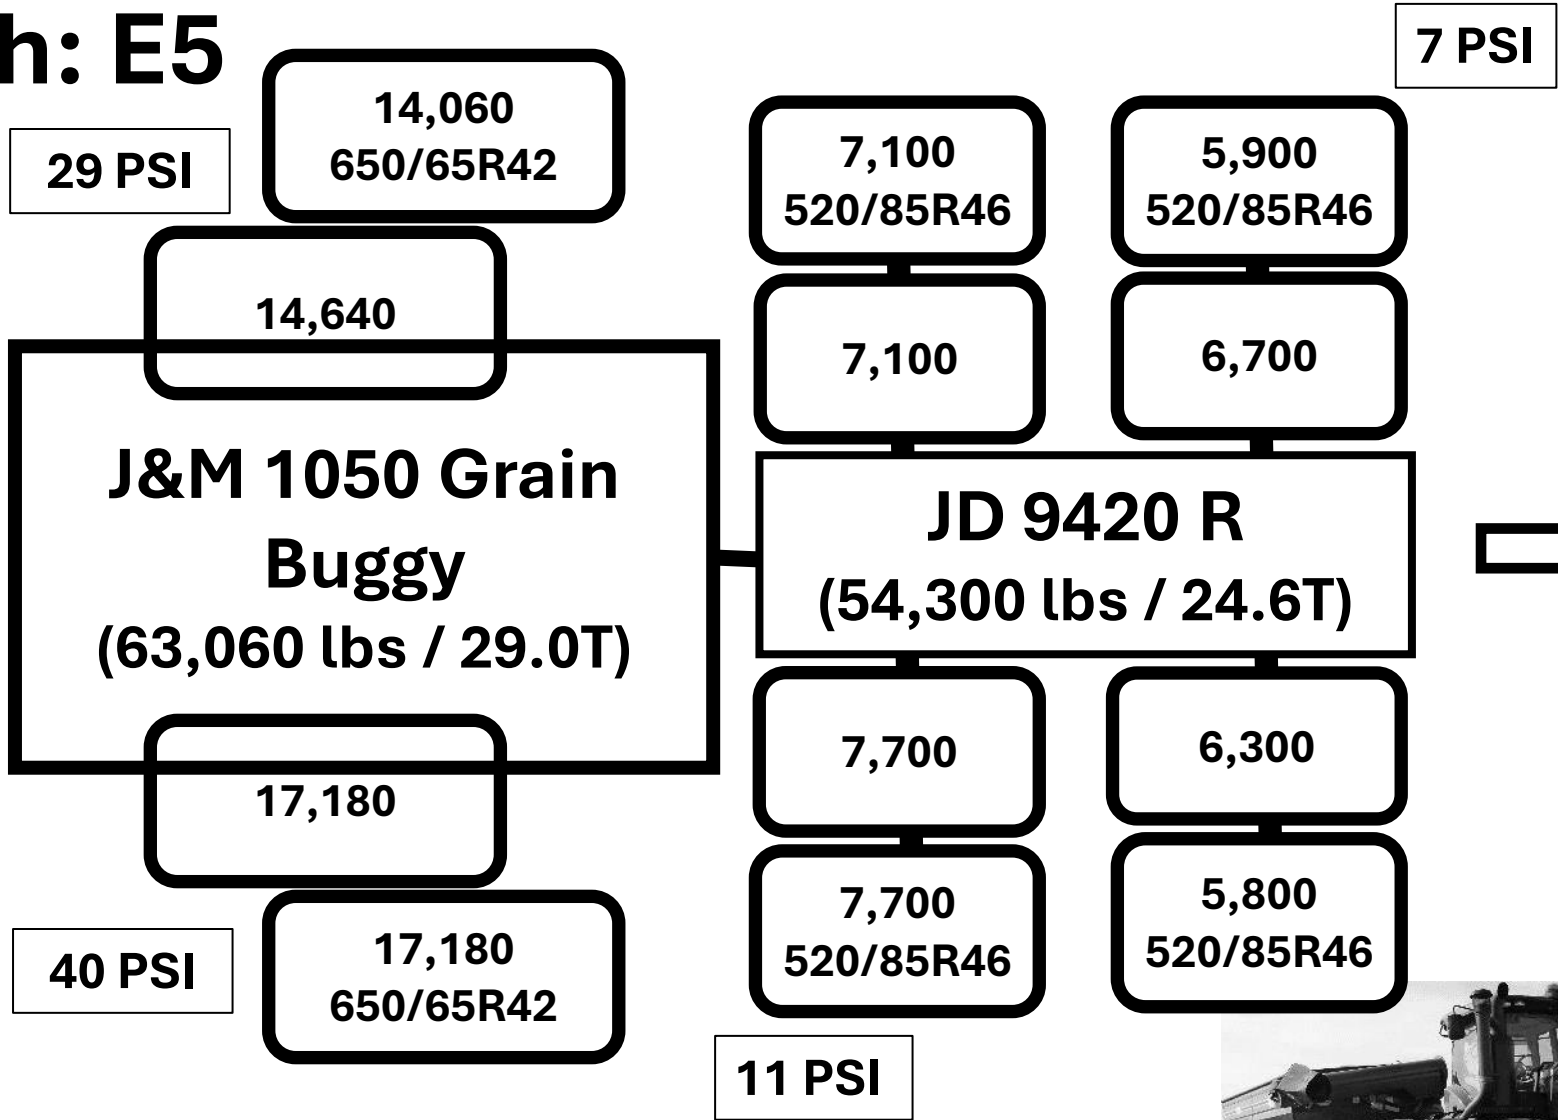 h: E5
7 PSI
29 PSI
14,060
650/65R42
7,100
520/85R46
5,900
520/85R46
14,640
7,100
6,700
J&M 1050 Grain
Buggy
(63,060 lbs / 29.0T)
JD 9420 R
(54,300 lbs / 24.6T)
17,180
7,700
6,300
40 PSI
17,180
650/65R42
7,700
520/85R46
5,800
520/85R46
11 PSI